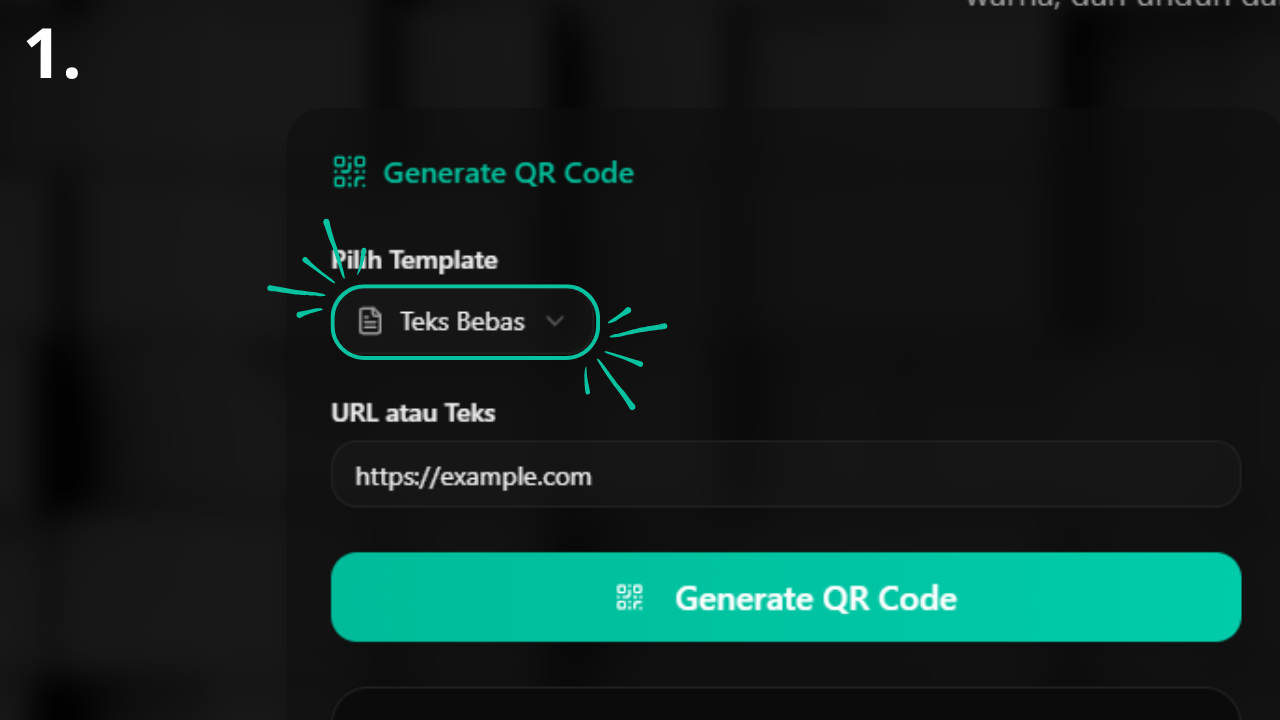 warna, dan unduh da
1.
Generate QR Code
Pilih Template
Teks Bebas
URL atau Teks
https://example.com
Generate QR Code